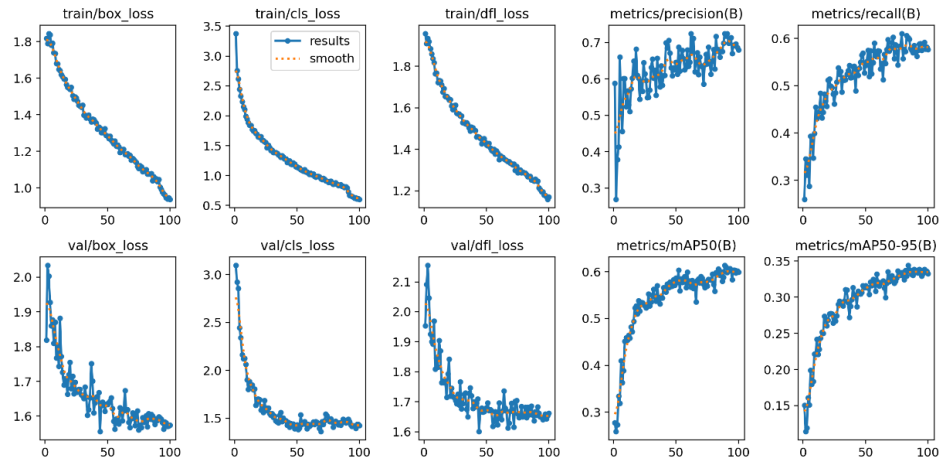 train/box_loss
train/cls_loss
train/dfl_loss
metrics/precision(B)
metrics/recall(B)
1.8
1.6
1.4
1.2
1.0
0 50 100
3.5
3.0
2.5
2.0
1.5
1.0
0.5
0 50 100
results
smooth
1.8
1.6
1.4
1.2
0 50 100
0.7
0.6
0.5
0.4
0.3
0 50 100
0.6
0.5
0.4
0.3
0 50 100
val/box_loss
val/cls_loss
val/dfl_loss
metrics/mAP50(B)
metrics/mAP50-95(B)
2.0
1.9
1.8
1.7
1.6
0 50 100
3.0
2.5
2.0
1.5
0 50 100
2.1
2.0
1.9
1.8
1.7
1.6
0 50 100
0.6
0.5
0.4
0.3
0 50 100
0.35
0.30
0.25
0.20
0.15
0 50 100